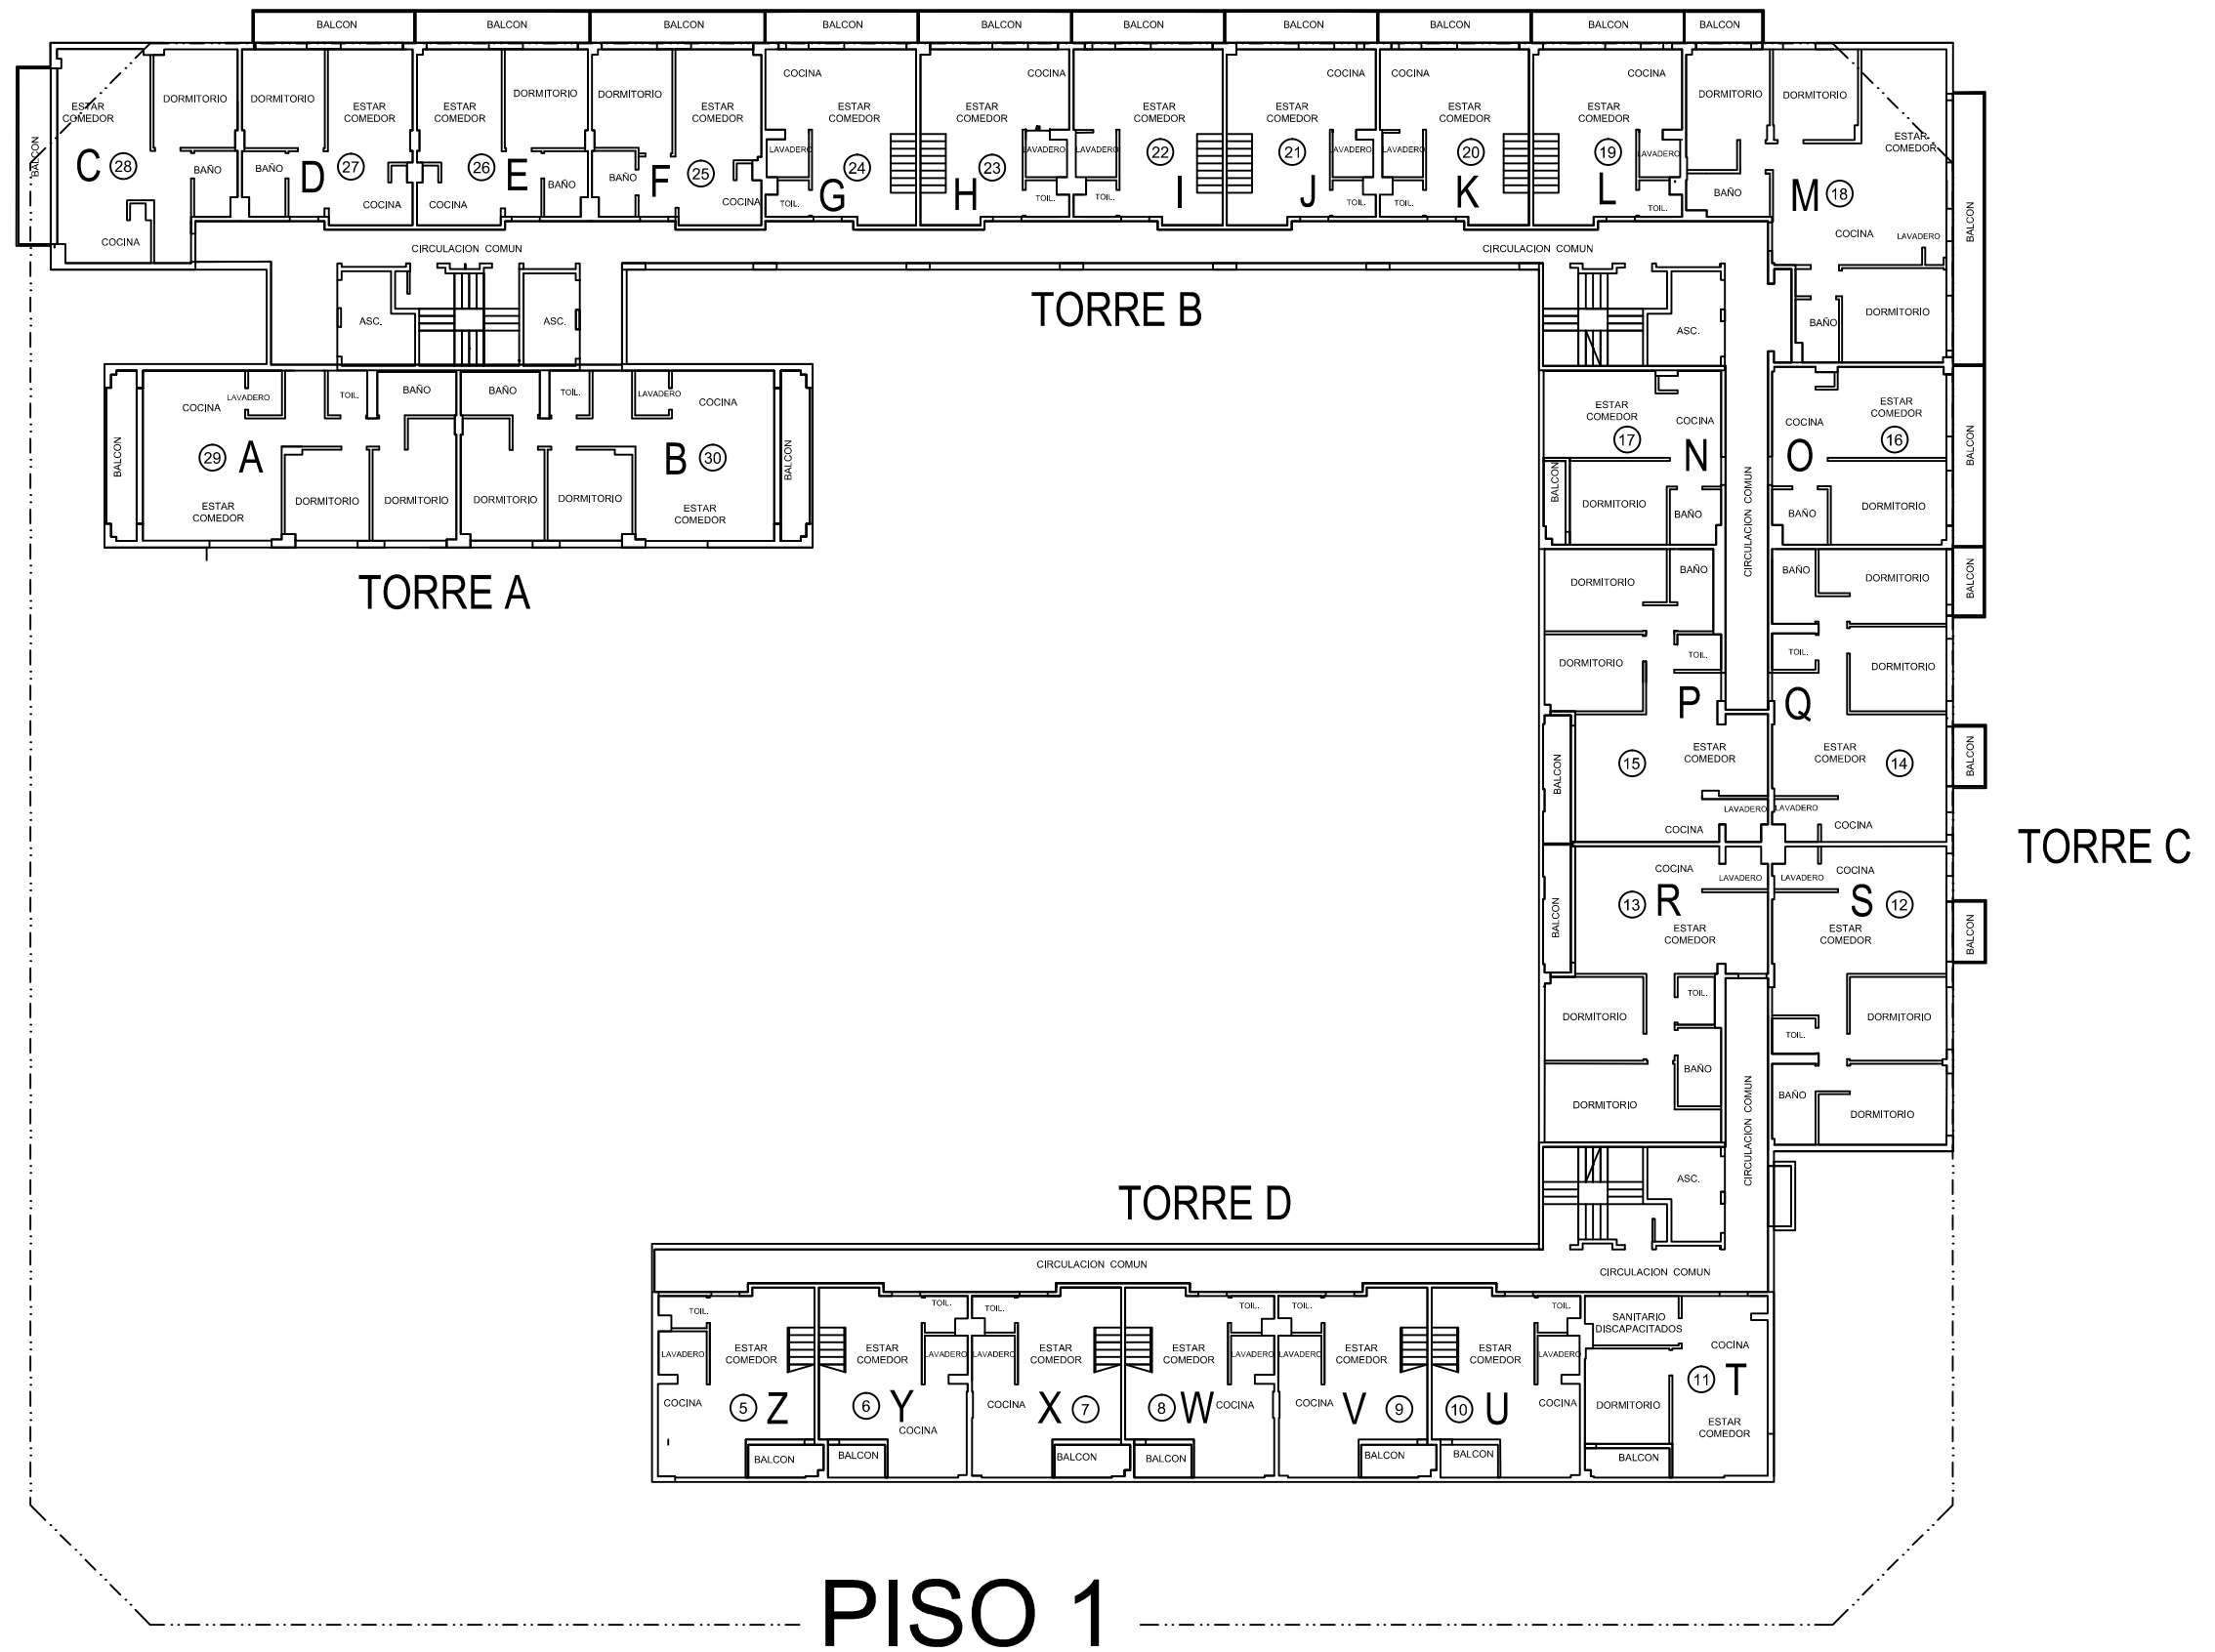 BALCON
BALCON
BALCON
BALCON
BALCON
BALCON
BALCON
BALCON
BALCON
BALCON
BALCON
ESTAR
COMEDOR
C
28
DORMITORIO
BAÑO
COCINA
DORMITORIO
ESTAR
COMEDOR
BAÑO
D
27
COCINA
ESTAR
COMEDOR
DORMITORIO
26
E
BAÑO
COCINA
DORMITORIO
ESTAR
COMEDOR
BAÑO
F
25
COCINA
COCINA
ESTAR
COMEDOR
LAVADERO
24
G
TOIL.
COCINA
ESTAR
COMEDOR
LAVADERO
23
H
TOIL.
ESTAR
COMEDOR
LAVADERO
22
I
TOIL.
COCINA
ESTAR
COMEDOR
21
LAVADERO
J
TOIL.
COCINA
ESTAR
COMEDOR
LAVADERO
20
K
TOIL.
COCINA
ESTAR
COMEDOR
19
LAVADERO
L
TOIL.
DORMITORIO
DORMITORIO
ESTAR
COMEDOR
BAÑO
M
18
COCINA
LAVADERO
DORMITORIO
BAÑO
BALCON
CIRCULACION COMUN
CIRCULACION COMUN
ASC.
ASC.
TORRE B
ASC.
COCINA
LAVADERO
TOIL.
BAÑO
BALCON
29
A
ESTAR
COMEDOR
DORMITORIO
DORMITORIO
BAÑO
TOIL.
LAVADERO
COCINA
B
30
BALCON
DORMITORIO
DORMITORIO
ESTAR
COMEDOR
TORRE A
ESTAR
COMEDOR
17
COCINA
N
BALCON
DORMITORIO
BAÑO
CIRCULACION COMUN
COCINA
ESTAR
COMEDOR
16
O
BAÑO
DORMITORIO
BALCON
DORMITORIO
BAÑO
DORMITORIO
TOIL.
P
ESTAR
COMEDOR
15
BALCON
LAVADERO
COCINA
BAÑO
DORMITORIO
BALCON
TOIL.
DORMITORIO
Q
ESTAR
COMEDOR
14
BALCON
LAVADERO
COCINA
TORRE C
COCINA
LAVADERO
13
R
BALCON
ESTAR
COMEDOR
TOIL.
DORMITORIO
BAÑO
DORMITORIO
LAVADERO
COCINA
S
12
ESTAR
COMEDOR
BALCON
DORMITORIO
TOIL.
BAÑO
DORMITORIO
CIRCULACION COMUN
ASC.
TORRE D
CIRCULACION COMUN
CIRCULACION COMUN
TOIL.
LAVADERO
ESTAR
COMEDOR
COCINA
5
Z
BALCON
TOIL.
ESTAR
COMEDOR
LAVADERO
6
Y
COCINA
BALCON
TOIL.
LAVADERO
ESTAR
COMEDOR
COCINA
X
7
BALCON
TOIL.
ESTAR
COMEDOR
LAVADERO
8
W
COCINA
BALCON
TOIL.
LAVADERO
ESTAR
COMEDOR
COCINA
V
9
BALCON
TOIL.
ESTAR
COMEDOR
LAVADERO
10
U
COCINA
BALCON
SANITARIO
DISCAPACITADOS
COCINA
11
T
DORMITORIO
ESTAR
COMEDOR
BALCON
PISO 1